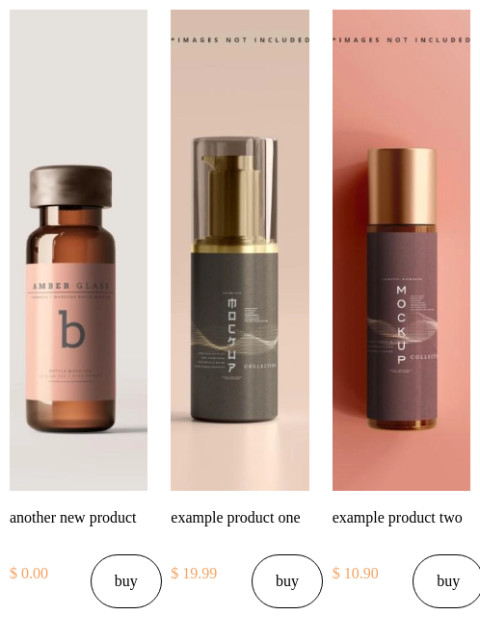 *IMAGES NOT INCLUDED
*IMAGES NOT INCLUDED
AMBER GLASS
b
MOCKUP
COLLECTION
MOCKUP
COLLECTION
another new product
example product one
example product two
$ 0.00
buy
$ 19.99
buy
$ 10.90
buy